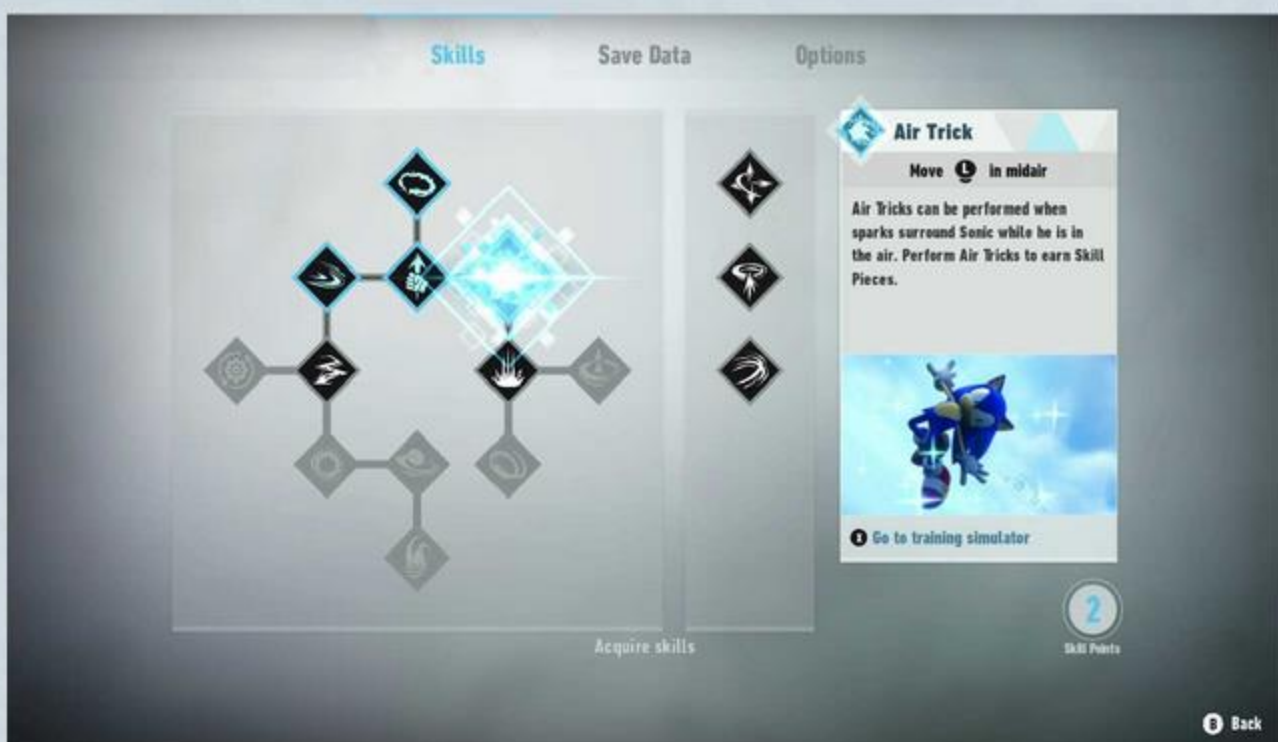 Skills Save Data Options
Air Trick
Move L in midair
Air Tricks can be performed when
sparks surround Sonic while he is in
the air. Perform Air Tricks to earn Skill
Pieces.
X Go to training simulator
2
Skill Points
Acquire skills
B Back